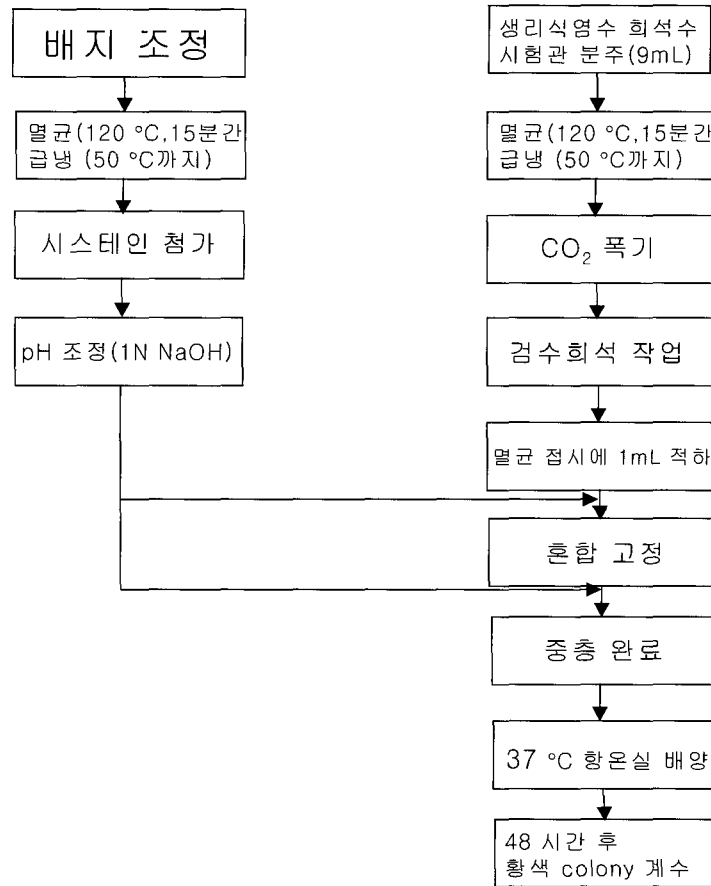 배지 조정
멸균(120 °C,15분간
급냉 (50 °C까지)
시스테인 첨가
pH 조정(1N NaOH)
생리식염수 희석수
시험관 분주(9mL)
멸균(120 °C,15분간
급냉 (50 °C까지)
CO₂ 폭기
검수희석 작업
멸균 접시에 1mL 적하
혼합 고정
중층 완료
37 °C 항온실 배양
48 시간 후
황색 colony 계수